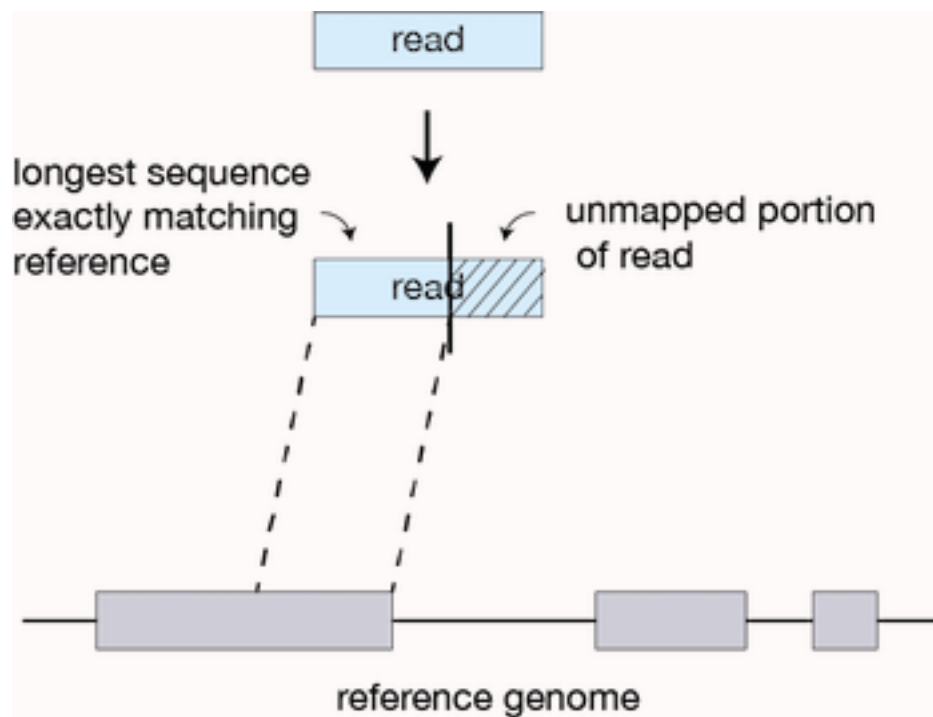 read
longest sequence
exactly matching
reference
unmapped portion
of read
read
reference genome